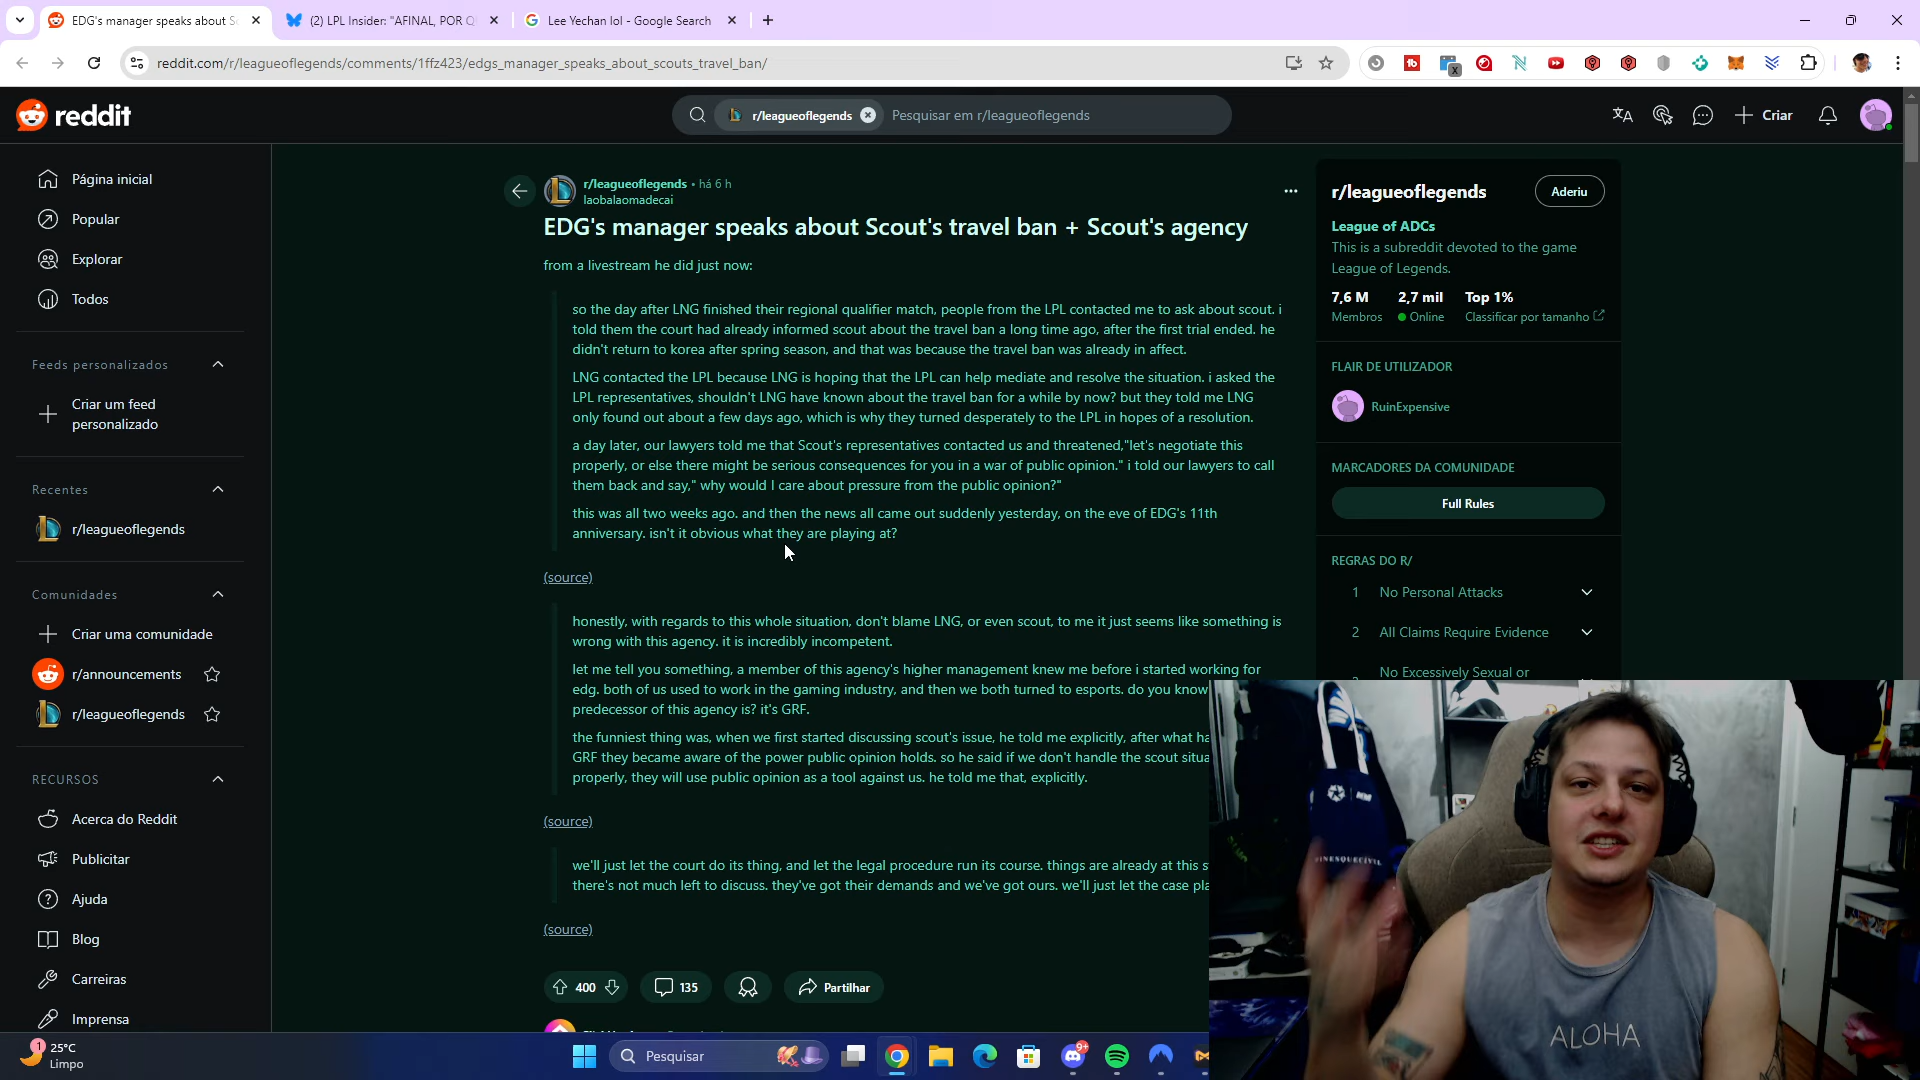 EDG's manager speaks about S
(2) LPL Insider: "AFINAL, POR Q
Lee Yechan lol - Google Search
reddit.com/r/leagueoflegends/comments/1ffz423/edgs_manager_speaks_about_scouts_travel_ban/
reddit
r/leagueoflegends
Pesquisar em r/leagueoflegends
Criar
Página inicial
Popular
Explorar
Todos
Feeds personalizados
Criar um feed
personalizado
Recentes
r/leagueoflegends
Comunidades
Criar uma comunidade
r/announcements
r/leagueoflegends
RECURSOS
Acerca do Reddit
Publicitar
Ajuda
Blog
Carreiras
Imprensa
r/leagueoflegends • há 6 h
laobalaomadecai
EDG's manager speaks about Scout's travel ban + Scout's agency
from a livestream he did just now:
so the day after LNG finished their regional qualifier match, people from the LPL contacted me to ask about scout. i
told them the court had already informed scout about the travel ban a long time ago, after the first trial ended. he
didn't return to korea after spring season, and that was because the travel ban was already in affect.
LNG contacted the LPL because LNG is hoping that the LPL can help mediate and resolve the situation. i asked the
LPL representatives, shouldn't LNG have known about the travel ban for a while by now? but they told me LNG
only found out about a few days ago, which is why they turned desperately to the LPL in hopes of a resolution.
a day later, our lawyers told me that Scout's representatives contacted us and threatened,"let's negotiate this
properly, or else there might be serious consequences for you in a war of public opinion." i told our lawyers to call
them back and say," why would I care about pressure from the public opinion?"
this was all two weeks ago. and then the news all came out suddenly yesterday, on the eve of EDG's 11th
anniversary. isn't it obvious what they are playing at?
(source)
honestly, with regards to this whole situation, don't blame LNG, or even scout, to me it just seems like something is
wrong with this agency. it is incredibly incompetent.
let me tell you something, a member of this agency's higher management knew me before i started working for
edg. both of us used to work in the gaming industry, and then we both turned to esports. do you know
predecessor of this agency is? it's GRF.
the funniest thing was, when we first started discussing scout's issue, he told me explicitly, after what ha
GRF they became aware of the power public opinion holds. so he said if we don't handle the scout situa
properly, they will use public opinion as a tool against us. he told me that, explicitly.
(source)
we'll just let the court do its thing, and let the legal procedure run its course. things are already at this s
there's not much left to discuss. they've got their demands and we've got ours. we'll just let the case pla
(source)
400
135
Partilhar
r/leagueoflegends
Aderiu
League of ADCs
This is a subreddit devoted to the game
League of Legends.
7,6 M 2,7 mil Top 1%
Membros Online Classificar por tamanho
FLAIR DE UTILIZADOR
RuinExpensive
MARCADORES DA COMUNIDADE
Full Rules
REGRAS DO R/
1 No Personal Attacks
2 All Claims Require Evidence
No Excessively Sexual or
ALOHA
1
25°C
Limpo
Pesquisar
9+